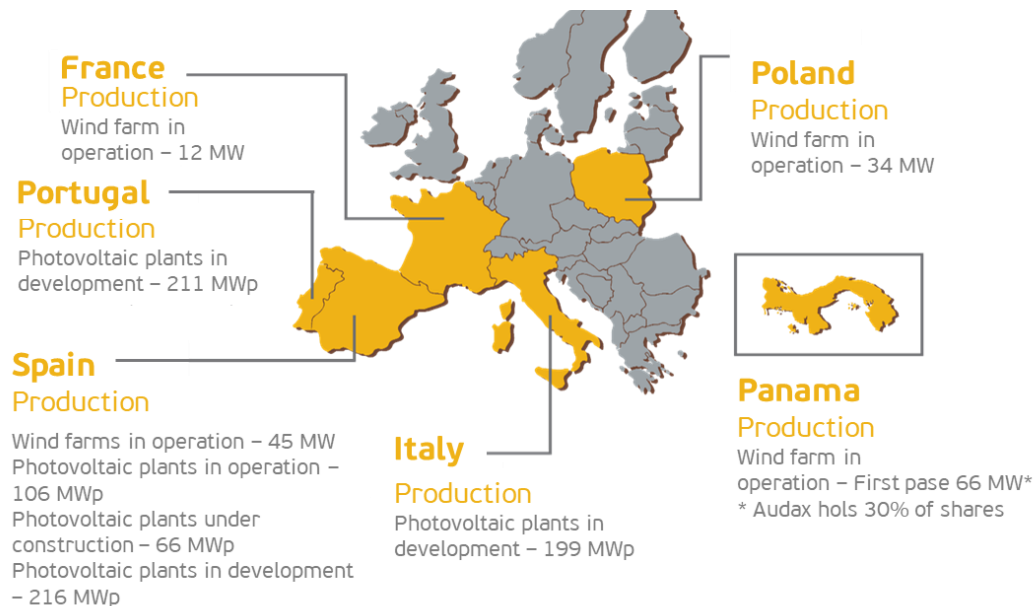 France
Production
Wind farm in
operation – 12 MW
Portugal
Production
Photovoltaic plants in
development – 211 MWp
Spain
Production
Wind farms in operation – 45 MW
Photovoltaic plants in operation –
106 MWp
Photovoltaic plants under
construction – 66 MWp
Photovoltaic plants in development
– 216 MWp
Italy
Production
Photovoltaic plants in
development – 199 MWp
Poland
Production
Wind farm in
operation – 34 MW
Panama
Production
Wind farm in
operation – First pase 66 MW*
* Audax hols 30% of shares